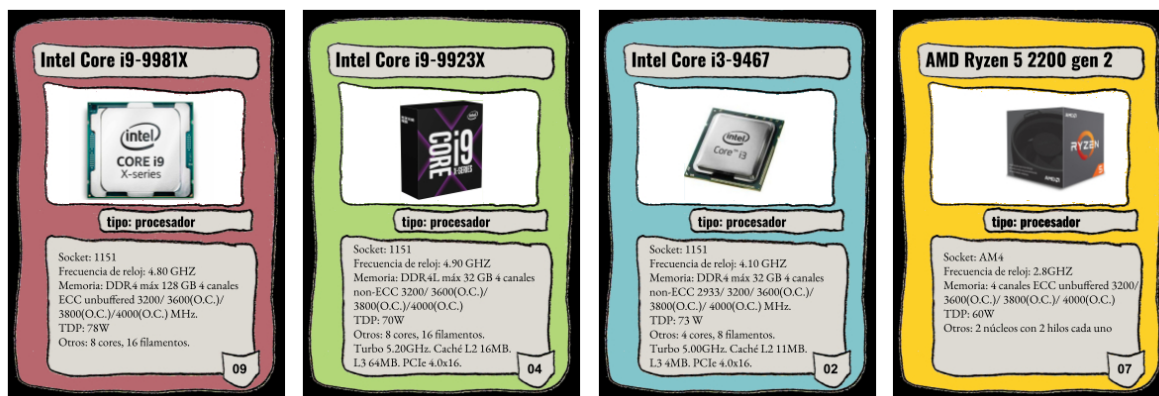 Intel Core i9-9981X
intel
CORE i9
X-series
tipo: procesador
Socket: 1151
Frecuencia de reloj: 4.80 GHZ
Memoria: DDR4 máx 128 GB 4 canales
ECC unbuffered 3200/ 3600(O.C.)/
3800(O.C.)/4000(O.C.) MHz.
TDP: 78W
Otros: 8 cores, 16 filamentos.
09
Intel Core i9-9923X
CORE i9
X-SERIES
tipo: procesador
Socket: 1151
Frecuencia de reloj: 4.90 GHZ
Memoria: DDR4L máx 32 GB 4 canales
non-ECC 3200/ 3600(O.C.)/
3800(O.C.)/4000(O.C.)
TDP: 70W
Otros: 8 cores, 16 filamentos.
Turbo 5.20GHz. Caché L2 16MB.
L3 64MB. PCIe 4.0x16.
04
Intel Core i3-9467
intel
Core™ i3
tipo: procesador
Socket: 1151
Frecuencia de reloj: 4.10 GHZ
Memoria: DDR4 máx 32 GB 4 canales
non-ECC 2933/ 3200/ 3600(O.C.)/
3800(O.C.)/ 4000(O.C.) MHz.
TDP: 73 W
Otros: 4 cores, 8 filamentos.
Turbo 5.00GHz. Caché L2 11MB.
L3 4MB. PCIe 4.0x16.
02
AMD Ryzen 5 2200 gen 2
AMD
RYZEN
5
AMD
tipo: procesador
Socket: AM4
Frecuencia de reloj: 2.8GHZ
Memoria: 4 canales ECC unbuffered 3200/
3600(O.C.)/ 3800(O.C.)/ 4000(O.C.)
TDP: 60W
Otros: 2 núcleos con 2 hilos cada uno
07